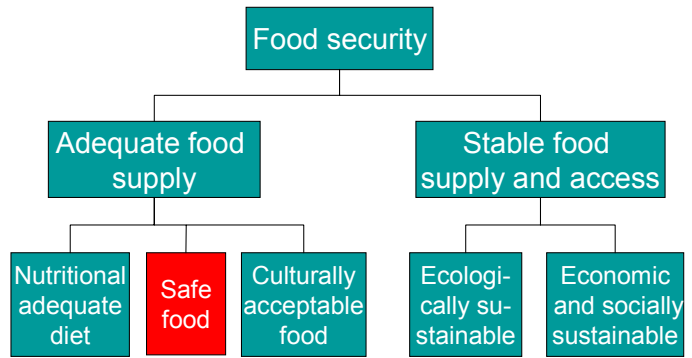 Food security
Adequate food
supply
Stable food
supply and access
Nutritional
adequate
diet
Safe
food
Culturally
acceptable
food
Ecologi-
cally su-
stainable
Economic
and socially
sustainable